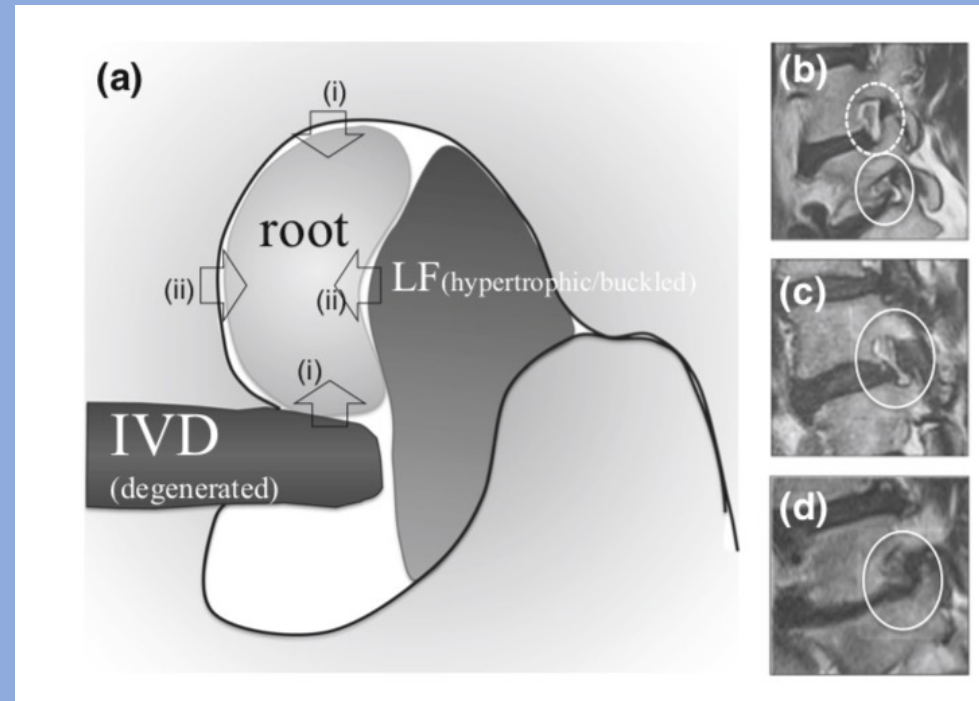 (a)
(i)
root
(ii)
(ii)
LF(hypertrophic/buckled)
(i)
IVD
(degenerated)
(b)
(c)
(d)